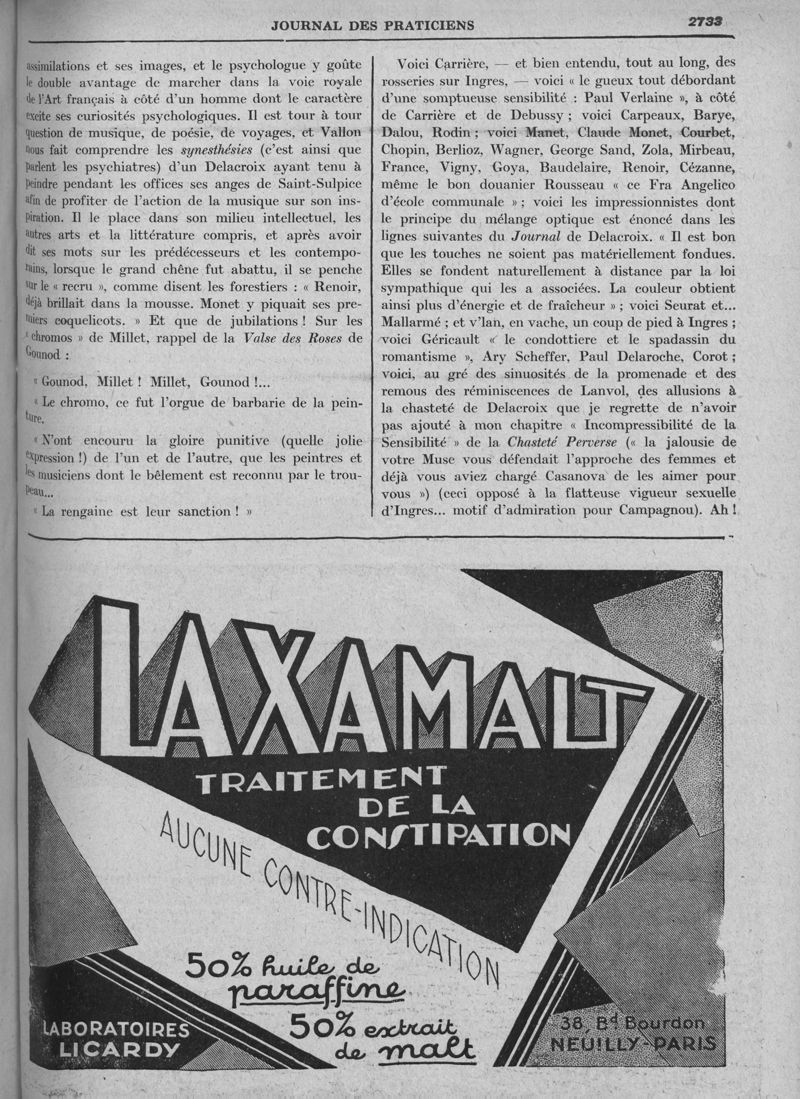 JOURNAL DES PRATICIENS
2733
assimilations et ses images, et le psychologue y goûte
le double avantage de marcher dans la voie royale
de l'Art français à côté d'un homme dont le caractère
excite ses curiosités psychologiques. Il est tour à tour
question de musique, de poésie, de voyages, et Vallon
nous fait comprendre les synesthésies (c'est ainsi que
parlent les psychiatres) d'un Delacroix ayant tenu à
peindre pendant les offices ses anges de Saint-Sulpice
afin de profiter de l'action de la musique sur son ins-
piration. Il le place dans son milieu intellectuel, les
autres arts et la littérature compris, et après avoir
dit ses mots sur les prédécesseurs et les contempo-
rains, lorsque le grand chêne fut abattu, il se penche
sur le « recru », comme disent les forestiers : « Renoir,
déjà brillait dans la mousse. Monet y piquait ses pre-
miers coquelicots. » Et que de jubilations ! Sur les
« chromos » de Millet, rappel de la Valse des Roses de
Gounod :
« Gounod, Millet ! Millet, Gounod !...
« Le chromo, ce fut l'orgue de barbarie de la pein-
ture.
« N'ont encouru la gloire punitive (quelle jolie
expression !) de l'un et de l'autre, que les peintres et
les musiciens dont le bêlement est reconnu par le trou-
peau...
« La rengaine est leur sanction ! »
Voici Carrière, — et bien entendu, tout au long, des
rosseries sur Ingres, — voici « le gueux tout débordant
d'une somptueuse sensibilité : Paul Verlaine », à côté
de Carrière et de Debussy ; voici Carpeaux, Barye,
Dalou, Rodin ; voici Manet, Claude Monet, Courbet,
Chopin, Berlioz, Wagner, George Sand, Zola, Mirbeau,
France, Vigny, Goya, Baudelaire, Renoir, Cézanne,
même le bon douanier Rousseau « ce Fra Angelico
d'école communale » ; voici les impressionnistes dont
le principe du mélange optique est énoncé dans les
lignes suivantes du Journal de Delacroix. « Il est bon
que les touches ne soient pas matériellement fondues.
Elles se fondent naturellement à distance par la loi
sympathique qui les a associées. La couleur obtient
ainsi plus d'énergie et de fraîcheur » ; voici Seurat et...
Mallarmé ; et v'lan, en vache, un coup de pied à Ingres ;
voici Géricault « le condottiere et le spadassin du
romantisme », Ary Scheffer, Paul Delaroche, Corot ;
voici, au gré des sinuosités de la promenade et des
remous des réminiscences de Lanvol, des allusions à
la chasteté de Delacroix que je regrette de n'avoir
pas ajouté à mon chapitre « Incompressibilité de la
Sensibilité » de la Chasteté Perverse (« la jalousie de
votre Muse vous défendait l'approche des femmes et
déjà vous aviez chargé Casanova de les aimer pour
vous ») (ceci opposé à la flatteuse vigueur sexuelle
d'Ingres... motif d'admiration pour Campagnou). Ah !
LAXAMALT
TRAITEMENT
DE LA
CONSTIPATION
AUCUNE CONTRE-INDICATION
50% huile de
paraffine
50% extrait
de malt
LABORATOIRES
LICARDY
38 Bd Bourdon
NEUILLY-PARIS